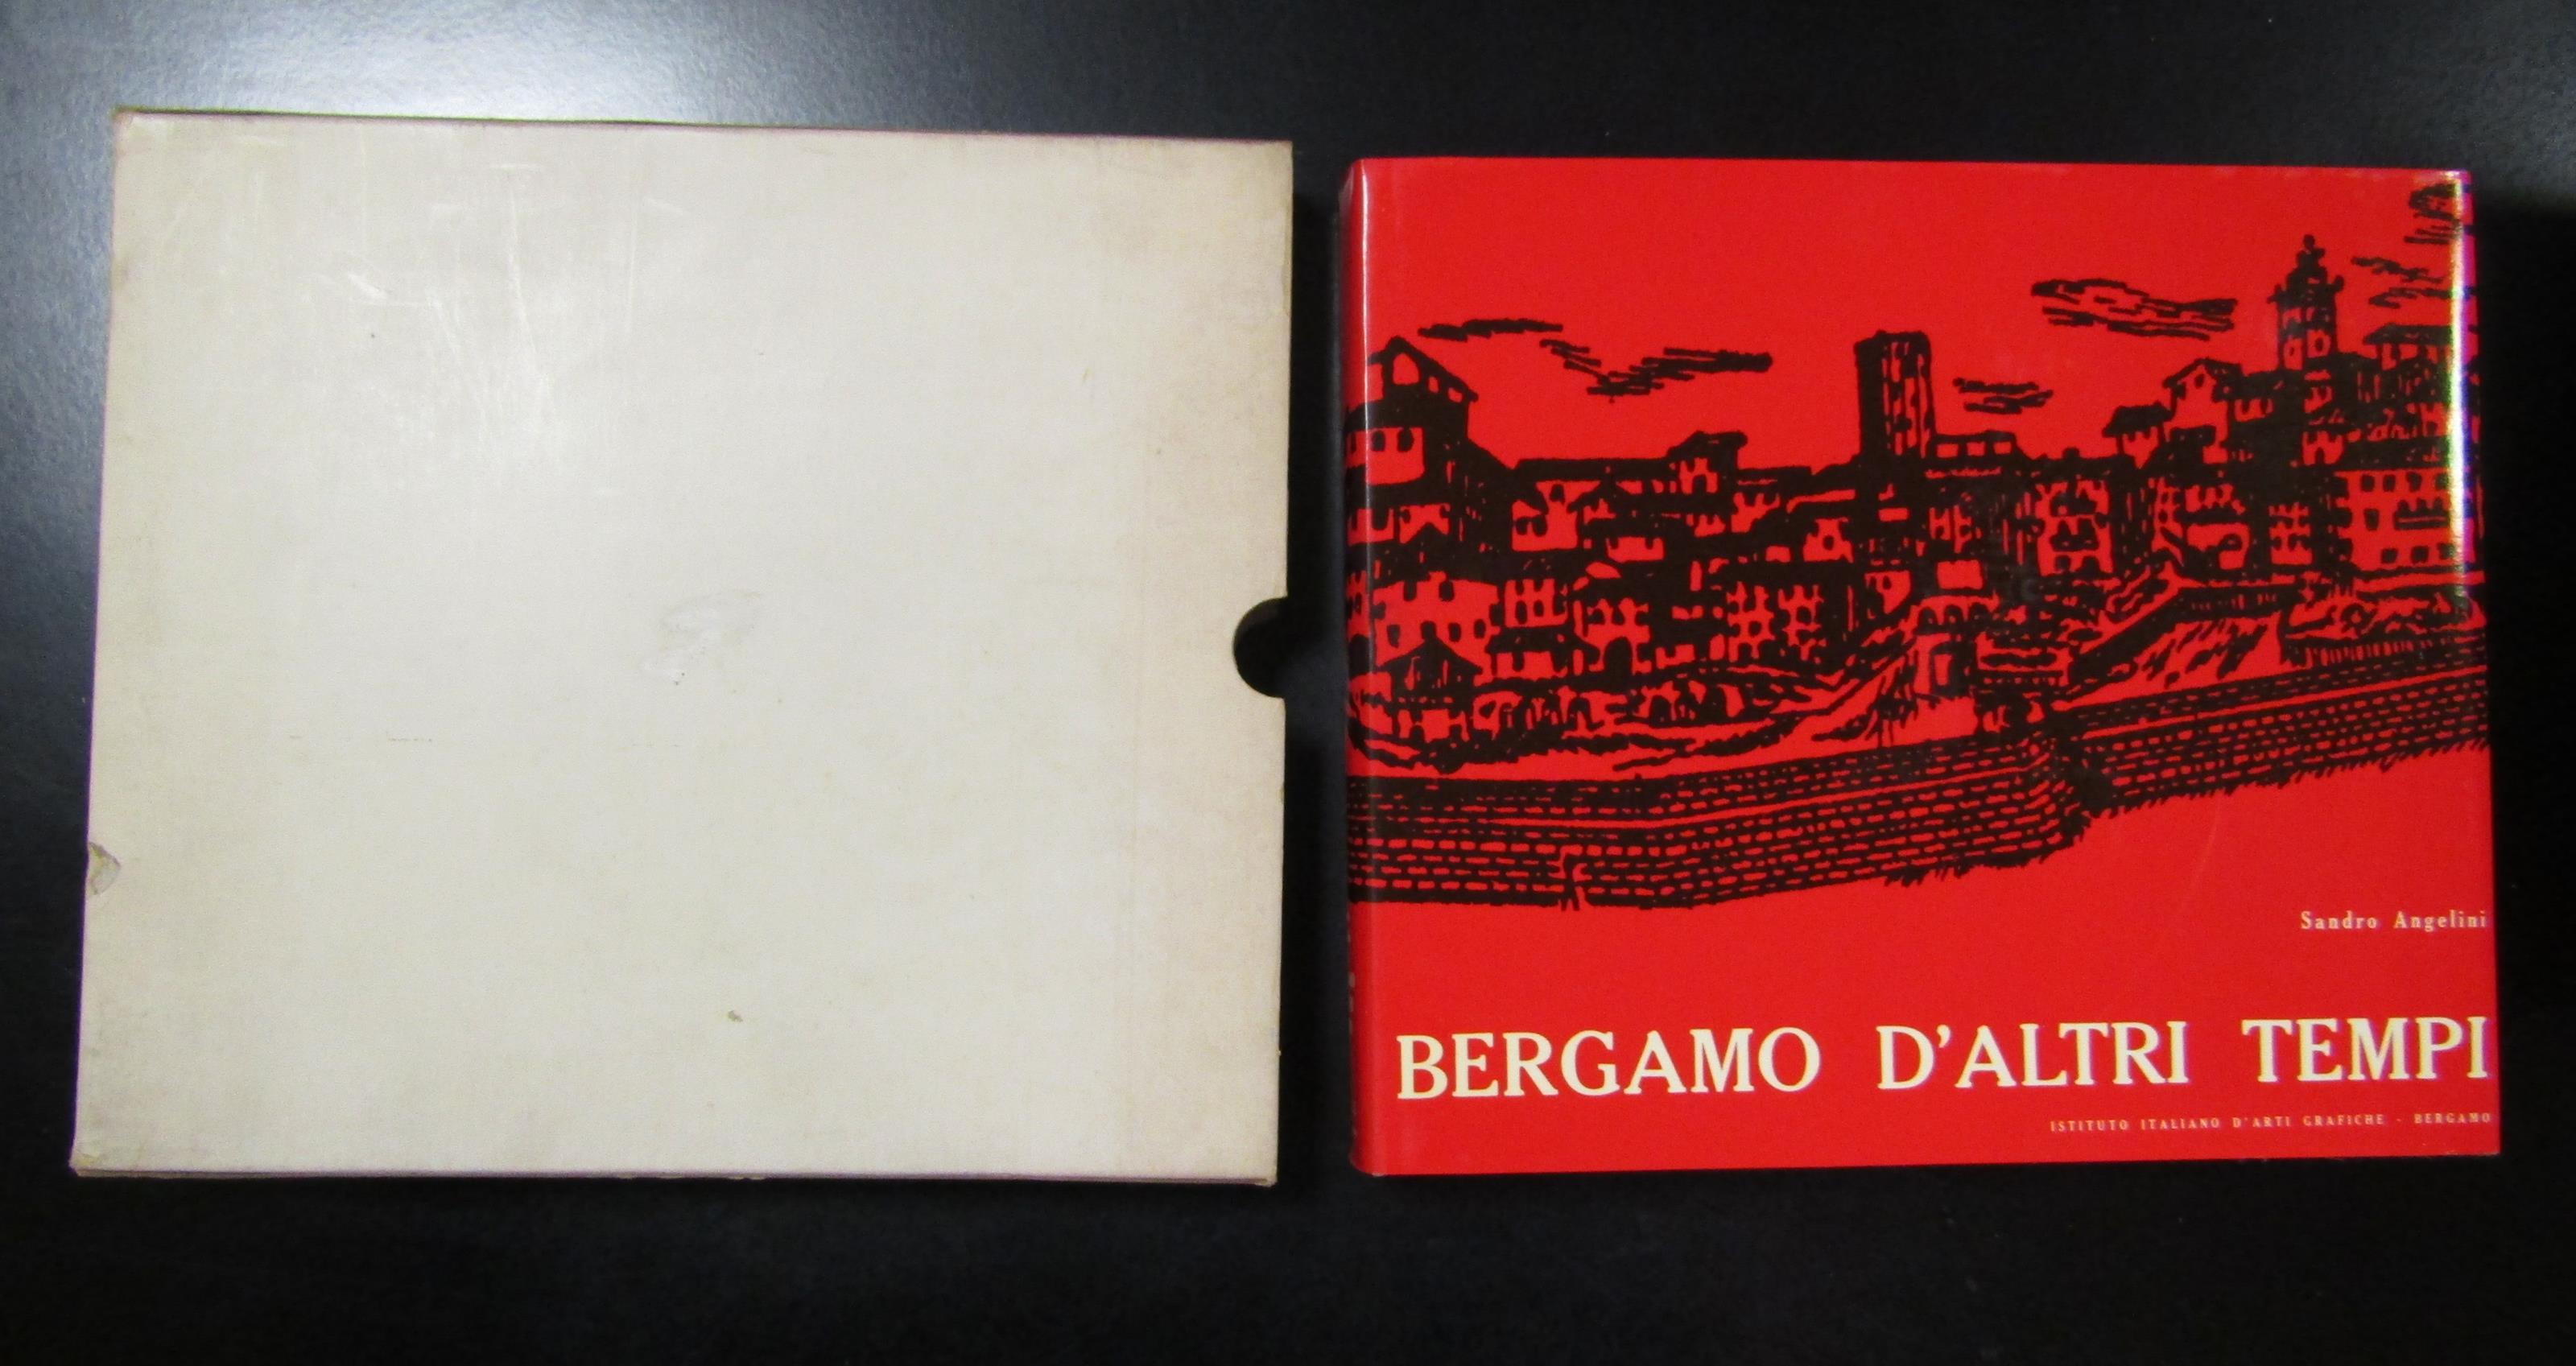 Sandro Angelini
BERGAMO D'ALTRI TEMPI
ISTITUTO ITALIANO D'ARTI GRAFICHE - BERGAMO